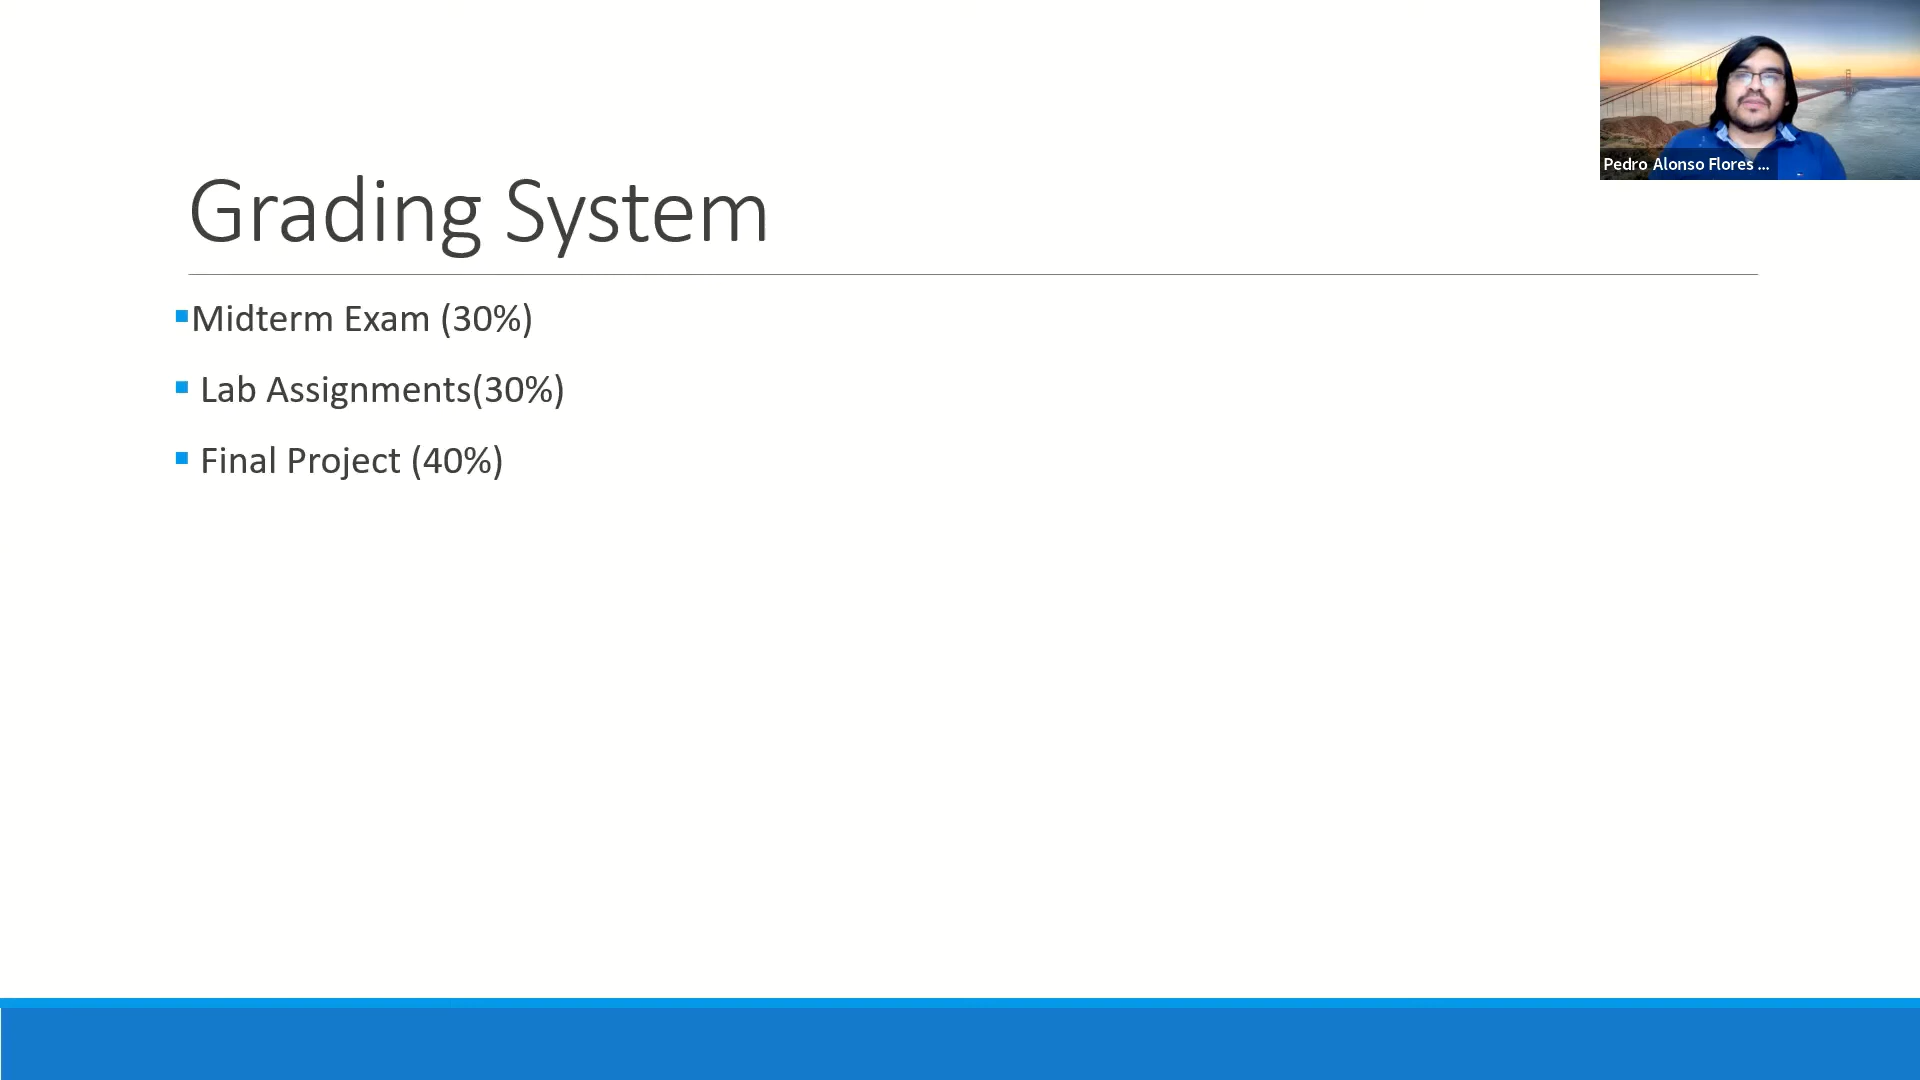 Grading System
Midterm Exam (30%)
Lab Assignments(30%)
Final Project (40%)
Pedro Alonso Flores ...